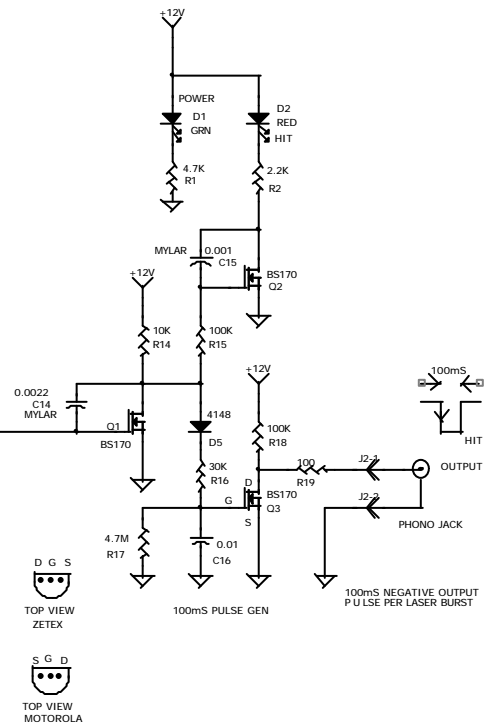 +12V
POWER
D1
GRN
D2
RED
HIT
4.7K
R1
2.2K
R2
MYLAR
0.001
C15
BS170
Q2
+12V
10K
R14
100K
R15
+12V
100K
R18
100mS
HIT
0.0022
C14
MYLAR
Q1
BS170
4148
D5
30K
R16
100
R19
J2-1
OUTPUT
J2-2
PHONO JACK
D
G
S
BS170
Q3
4.7M
R17
0.01
C16
D G S
TOP VIEW
ZETEX
100mS PULSE GEN
100mS NEGATIVE OUTPUT
PULSE PER LASER BURST
S G D
TOP VIEW
MOTOROLA